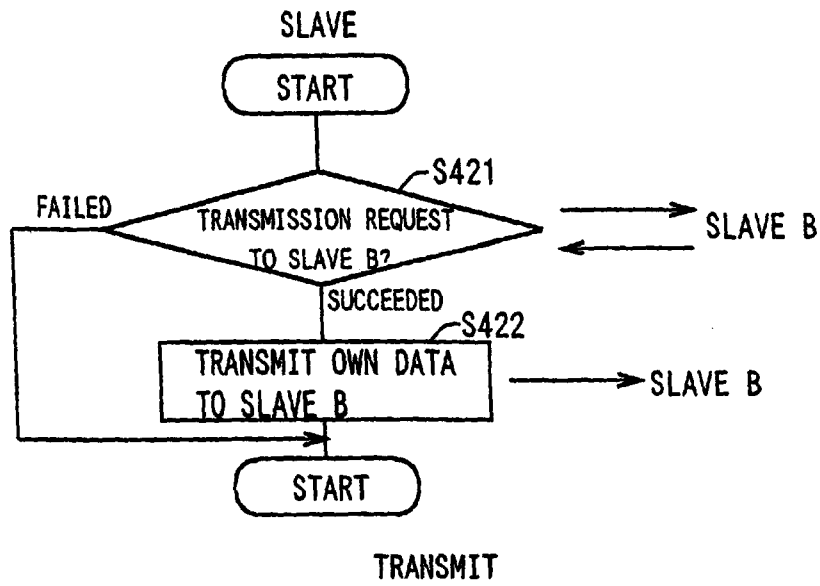 SLAVE
START
S421
FAILED
TRANSMISSION REQUEST
TO SLAVE B?
SLAVE B
SUCCEEDED
S422
TRANSMIT OWN DATA
TO SLAVE B
SLAVE B
START
TRANSMIT